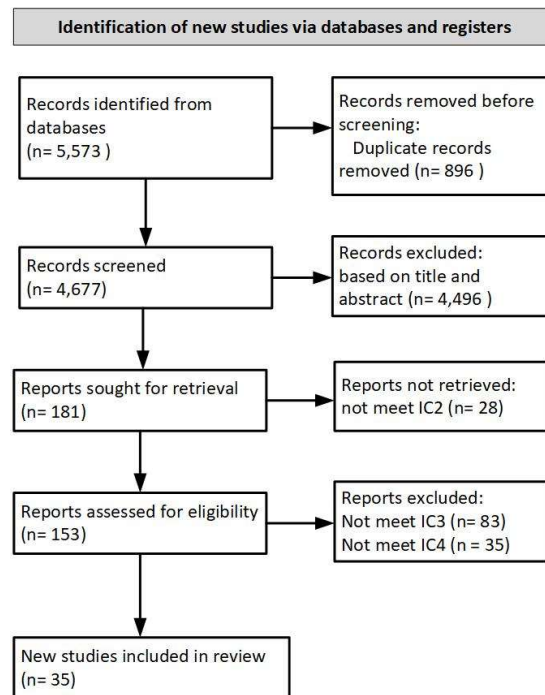 Identification of new studies via databases and registers
Records identified from
databases
(n= 5,573 )
Records removed before
screening:
Duplicate records
removed (n= 896 )
Records screened
(n= 4,677)
Records excluded:
based on title and
abstract (n= 4,496 )
Reports sought for retrieval
(n= 181)
Reports not retrieved:
not meet IC2 (n= 28)
Reports assessed for eligibility
(n= 153)
Reports excluded:
Not meet IC3 (n= 83)
Not meet IC4 (n = 35)
New studies included in review
(n= 35)